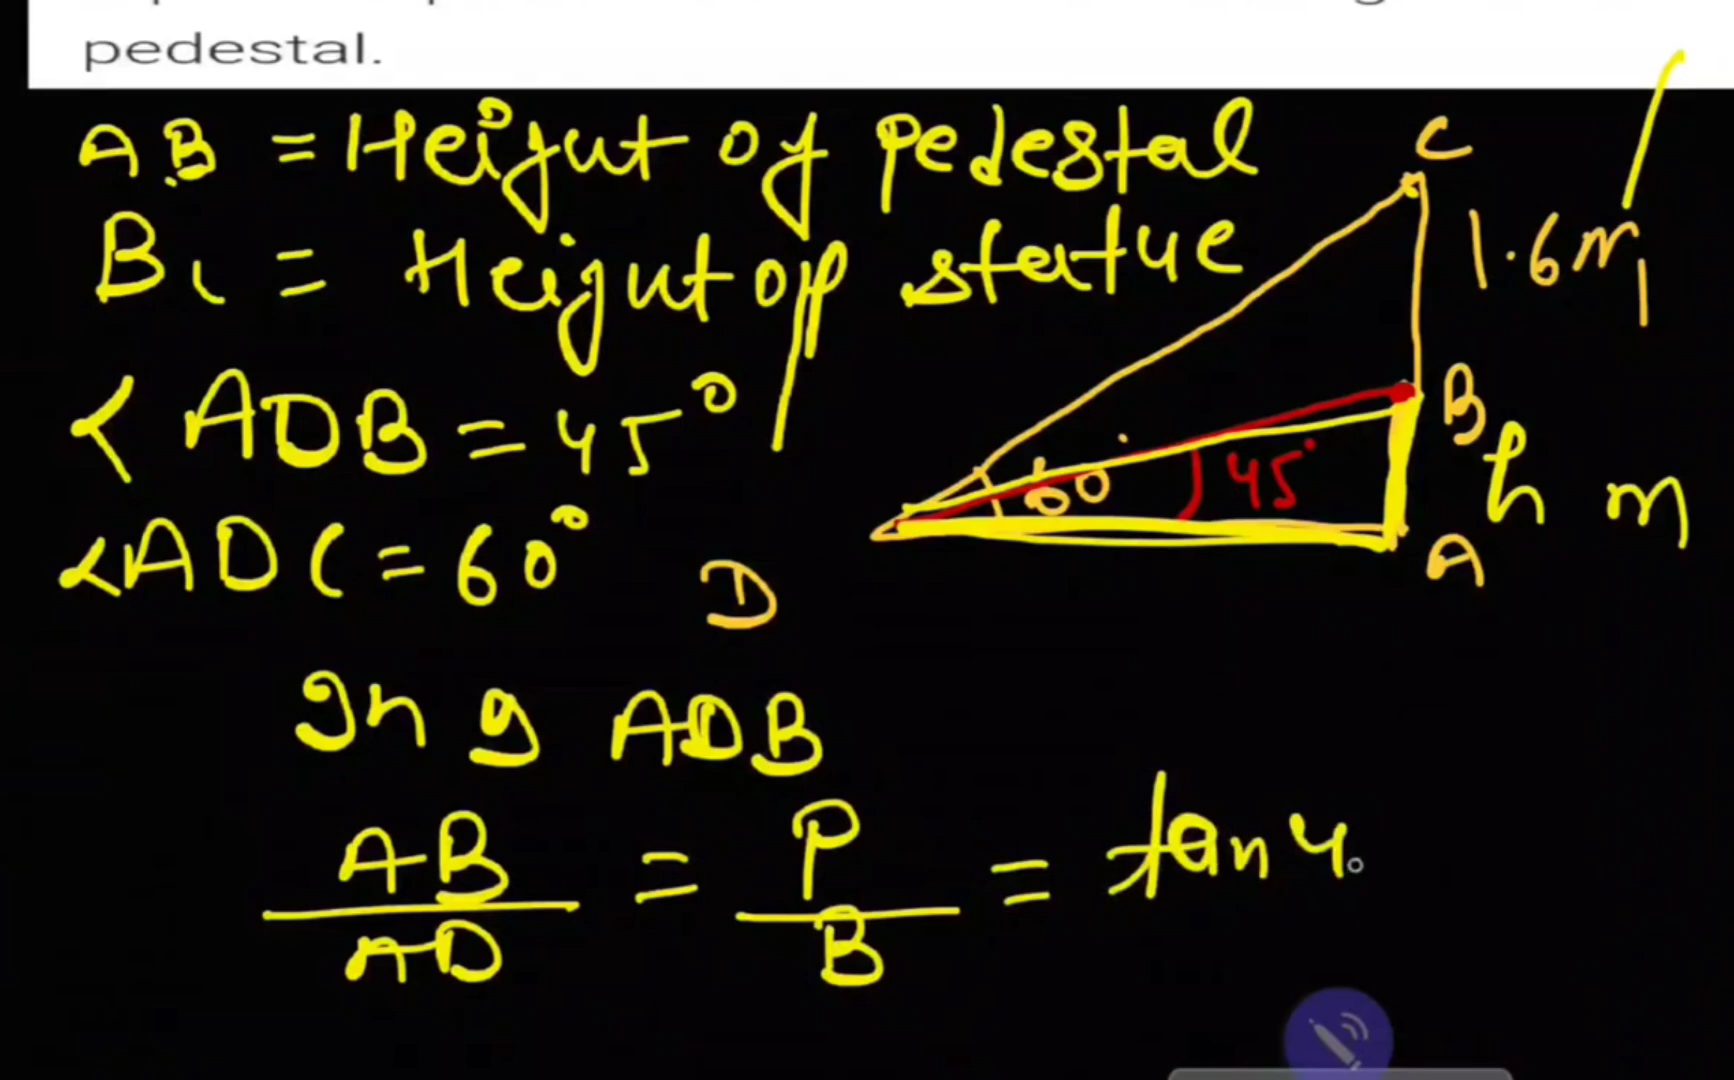 pedestal.
AB = Height of pedestal
BC = Height of statue
<ADB = 45°
<ADC = 60°
C
1.6m
B
h m
60°
45°
A
D
In
ADB
AB/AD = P/B = tan 4